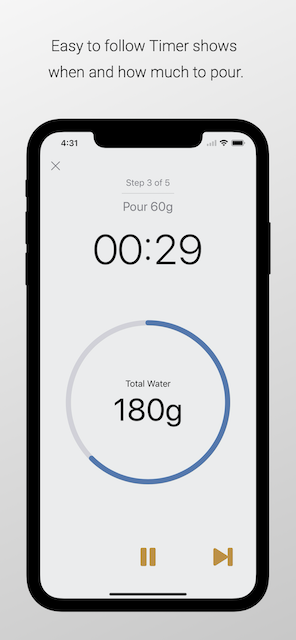 Easy to follow Timer shows
when and how much to pour.
4:31
Step 3 of 5
Pour 60g
00:29
Total Water
180g